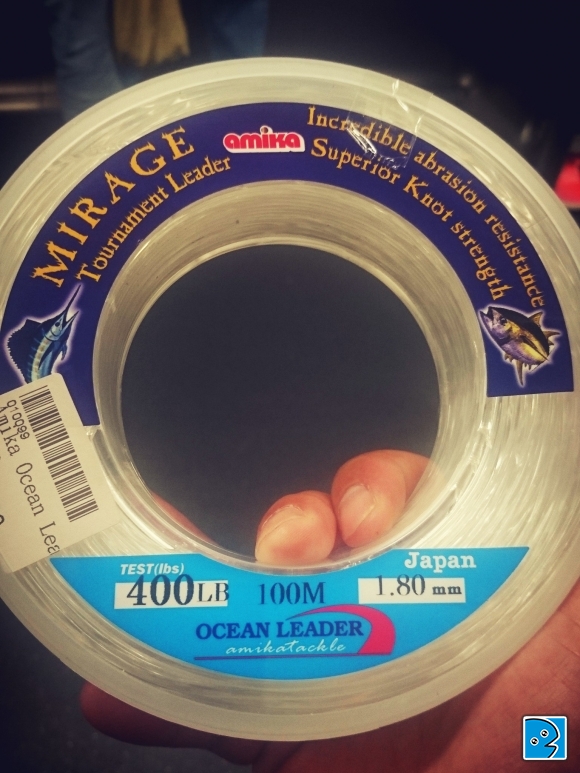 MIRAGE
Tournament Leader
amika
Incredible abrasion resistance
Superior Knot strength
010099
Amika Ocean Lea
TEST(lbs)
400LB
100M
Japan
1.80 mm
OCEAN LEADER
amikatackle